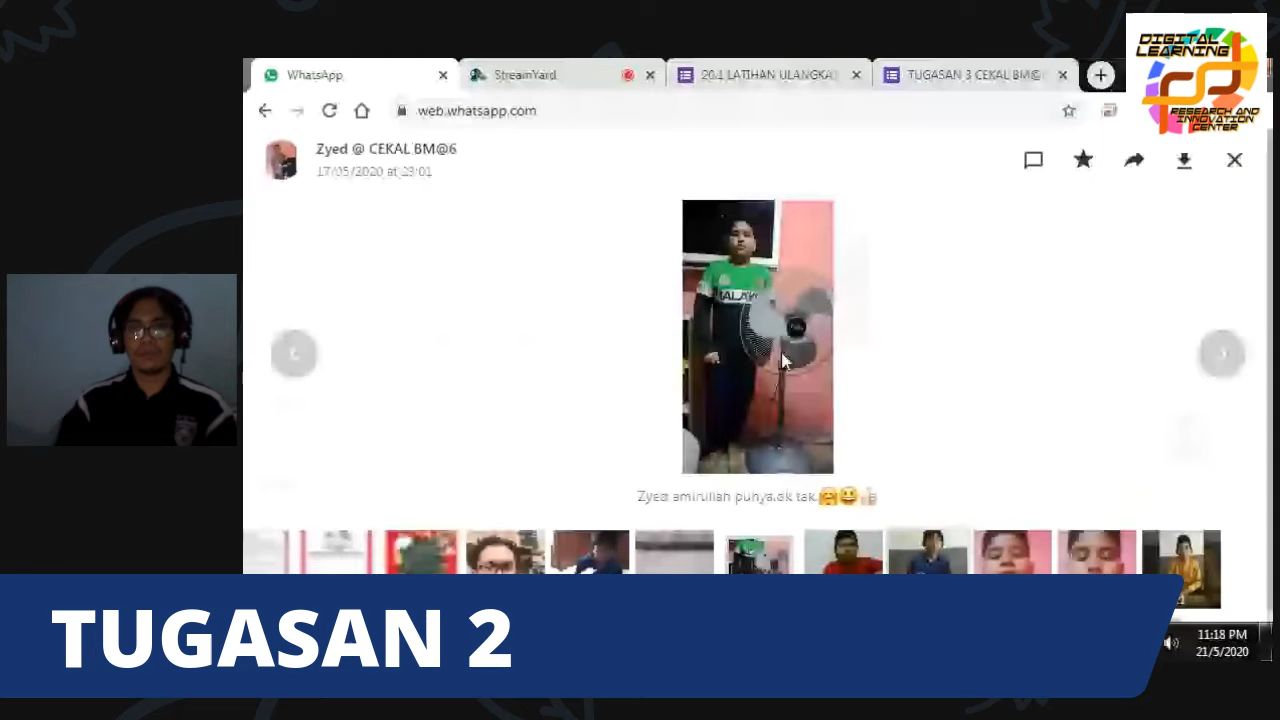 DIGITAL
LEARNING
RESEARCH AND
INNOVATION
CENTER
WhatsApp
StreamYard
20.1 LATIHAN ULANGKA
TUGASAN 3 CEKAL BM@
web.whatsapp.com
Zyed @ CEKAL BM@6
17/05/2020 at 23:01
MALAY
Zyed amirullah punya.ok tak.🤗😃👍🏻
TUGASAN 2
11:18 PM
21/5/2020